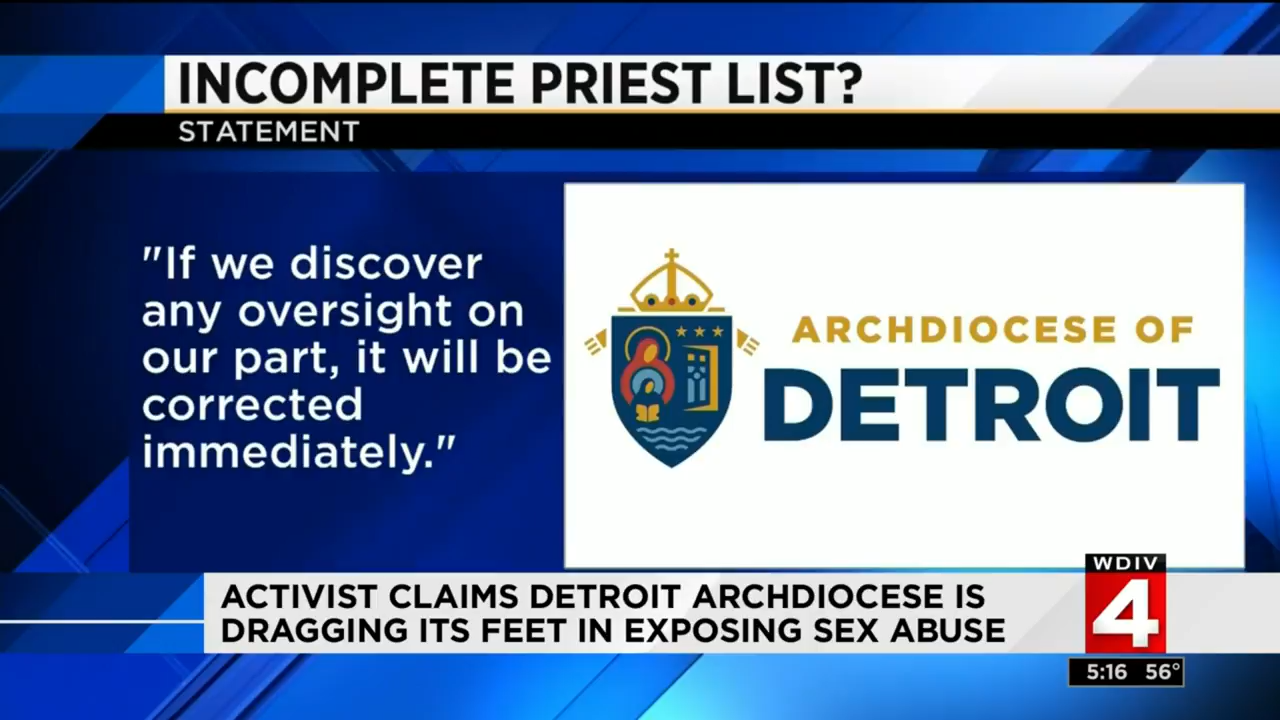 INCOMPLETE PRIEST LIST?
STATEMENT
"If we discover
any oversight on
our part, it will be
corrected
immediately."
ARCHDIOCESE OF
DETROIT
ACTIVIST CLAIMS DETROIT ARCHDIOCESE IS
DRAGGING ITS FEET IN EXPOSING SEX ABUSE
WDIV
4
5:16 56°